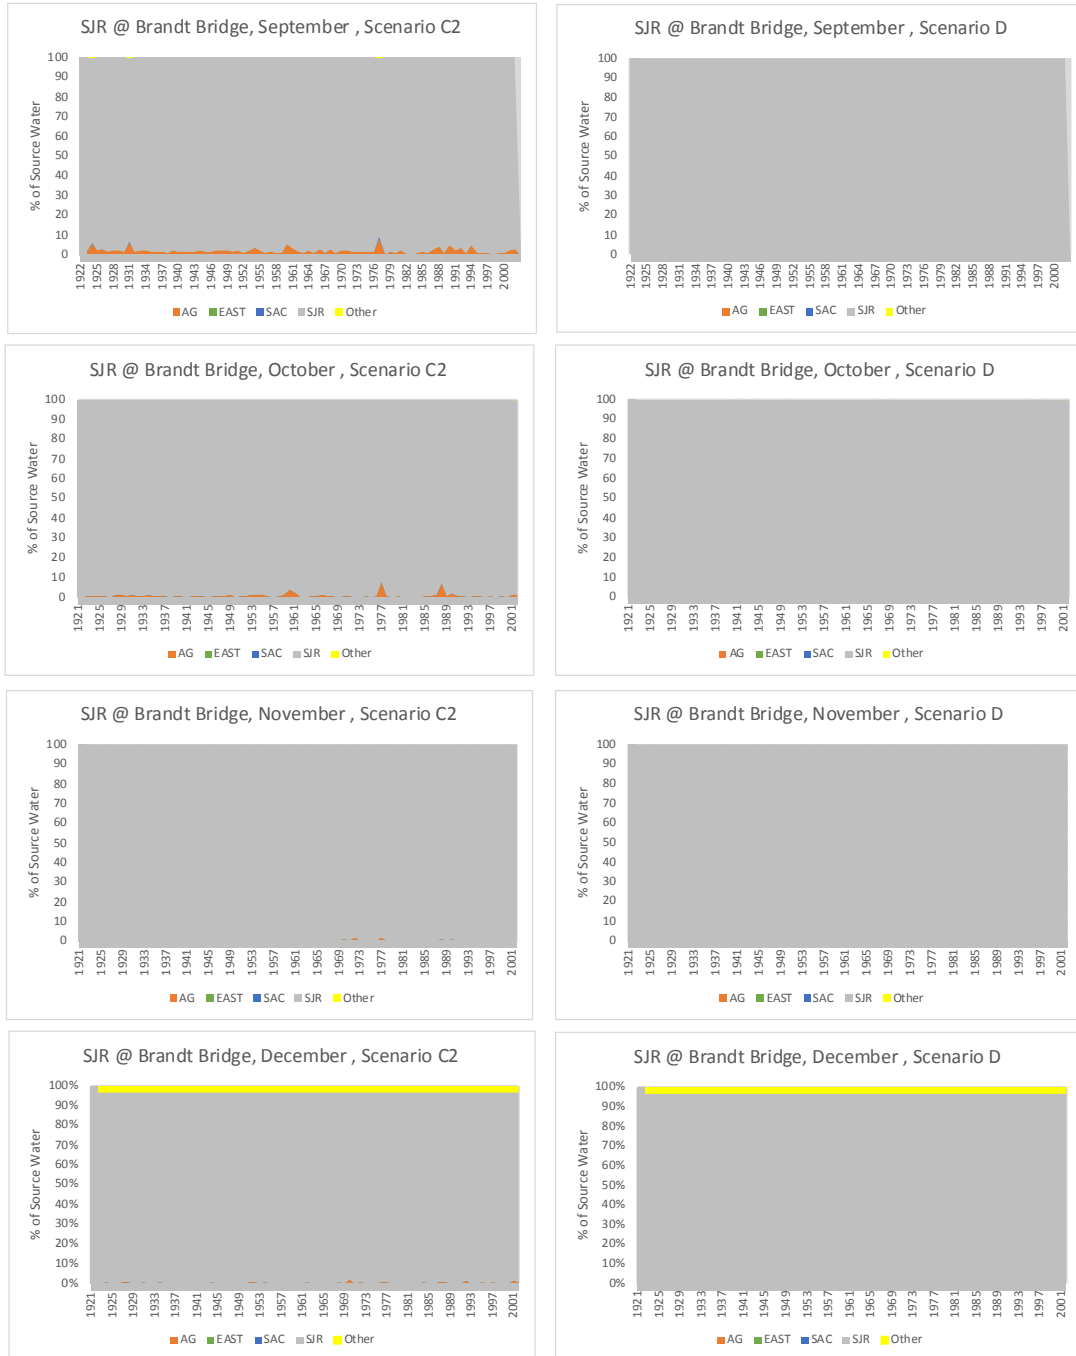 SJR @ Brandt Bridge, September , Scenario C2
% of Source Water
100
90
80
70
60
50
40
30
20
10
0
1922 1925 1928 1931 1934 1937 1940 1943 1946 1949 1952 1955 1958 1961 1964 1967 1970 1973 1976 1979 1982 1985 1988 1991 1994 1997 2000
AG EAST SAC SJR Other
SJR @ Brandt Bridge, September , Scenario D
% of Source Water
100
90
80
70
60
50
40
30
20
10
0
1922 1925 1928 1931 1934 1937 1940 1943 1946 1949 1952 1955 1958 1961 1964 1967 1970 1973 1976 1979 1982 1985 1988 1991 1994 1997 2000
AG EAST SAC SJR Other
SJR @ Brandt Bridge, October , Scenario C2
% of Source Water
100
90
80
70
60
50
40
30
20
10
0
1921 1925 1929 1933 1937 1941 1945 1949 1953 1957 1961 1965 1969 1973 1977 1981 1985 1989 1993 1997 2001
AG EAST SAC SJR Other
SJR @ Brandt Bridge, October , Scenario D
% of Source Water
100
90
80
70
60
50
40
30
20
10
0
1921 1925 1929 1933 1937 1941 1945 1949 1953 1957 1961 1965 1969 1973 1977 1981 1985 1989 1993 1997 2001
AG EAST SAC SJR Other
SJR @ Brandt Bridge, November , Scenario C2
% of Source Water
100
90
80
70
60
50
40
30
20
10
0
1921 1925 1929 1933 1937 1941 1945 1949 1953 1957 1961 1965 1969 1973 1977 1981 1985 1989 1993 1997 2001
AG EAST SAC SJR Other
SJR @ Brandt Bridge, November , Scenario D
% of Source Water
100
90
80
70
60
50
40
30
20
10
0
1921 1925 1929 1933 1937 1941 1945 1949 1953 1957 1961 1965 1969 1973 1977 1981 1985 1989 1993 1997 2001
AG EAST SAC SJR Other
SJR @ Brandt Bridge, December , Scenario C2
% of Source Water
100%
90%
80%
70%
60%
50%
40%
30%
20%
10%
0%
1921 1925 1929 1933 1937 1941 1945 1949 1953 1957 1961 1965 1969 1973 1977 1981 1985 1989 1993 1997 2001
AG EAST SAC SJR Other
SJR @ Brandt Bridge, December , Scenario D
% of Source Water
100%
90%
80%
70%
60%
50%
40%
30%
20%
10%
0%
1921 1925 1929 1933 1937 1941 1945 1949 1953 1957 1961 1965 1969 1973 1977 1981 1985 1989 1993 1997 2001
AG EAST SAC SJR Other